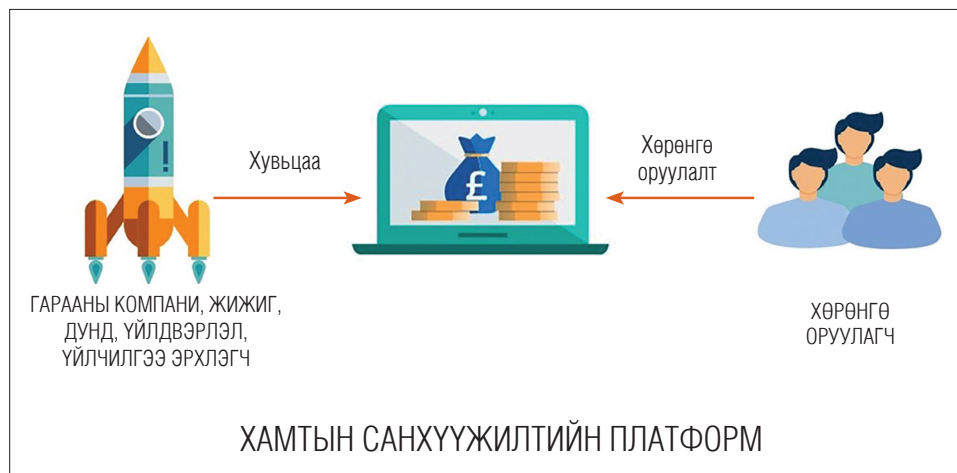 Хувьцаа
Хөрөнгө
оруулалт
£
ГАРААНЫ КОМПАНИ, ЖИЖИГ,
ДУНД, ҮЙЛДВЭРЛЭЛ,
ҮЙЛЧИЛГЭЭ ЭРХЛЭГЧ
ХӨРӨНГӨ
ОРУУЛАГЧ
ХАМТЫН САНХҮҮЖИЛТИЙН ПЛАТФОРМ